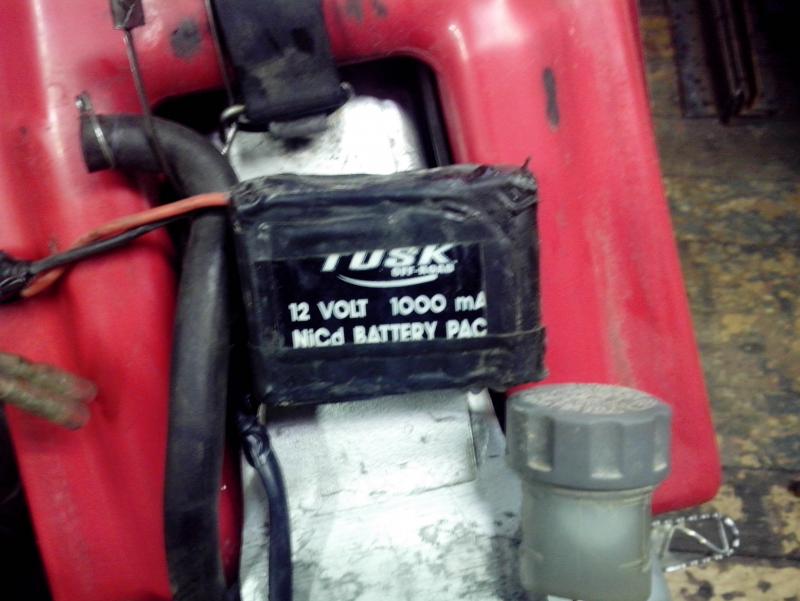 TUSK
OFF-ROAD
12 VOLT 1000 mA
NiCd BATTERY PAC